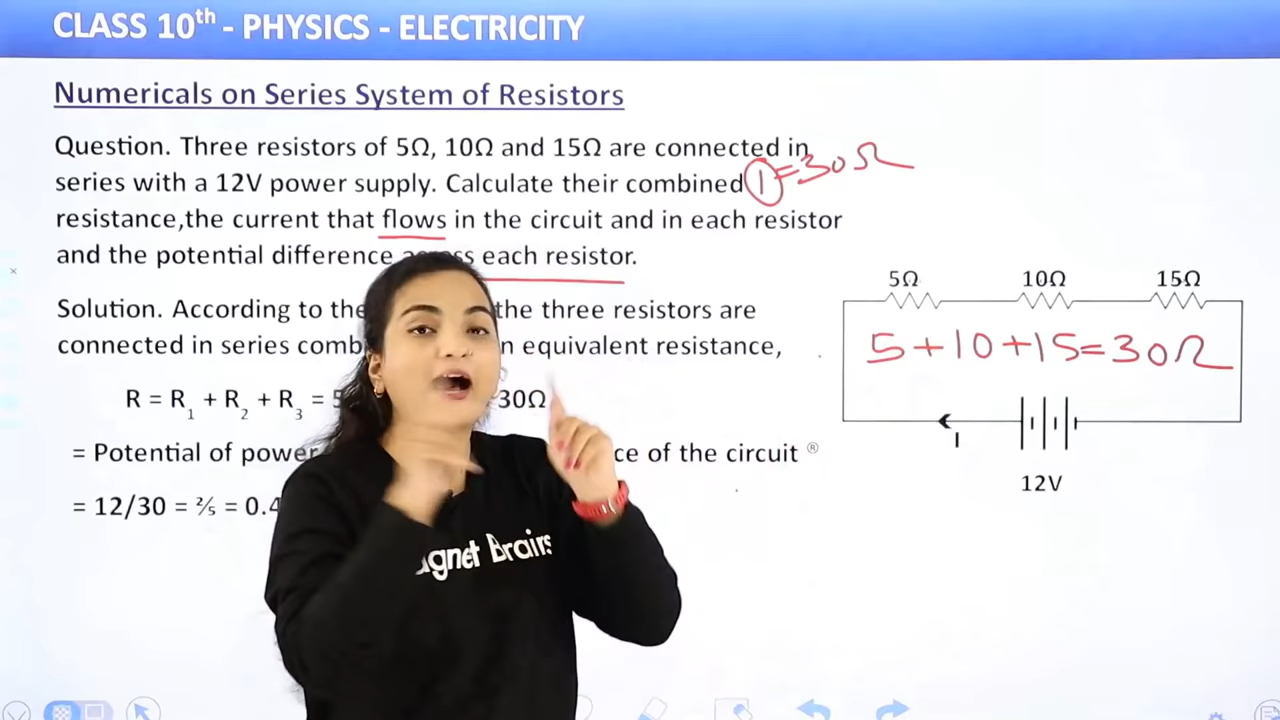 CLASS 10th - PHYSICS - ELECTRICITY
Numericals on Series System of Resistors
Question. Three resistors of 5Ω, 10Ω and 15Ω are connected in
series with a 12V power supply. Calculate their combined ① =30Ω
resistance,the current that flows in the circuit and in each resistor
and the potential difference across each resistor.
5Ω 10Ω 15Ω
5+10+15=30Ω
I
12V
Solution. According to the the three resistors are
connected in series equivalent resistance,
R = R1 + R2 + R3 = 30Ω
= Potential of power of the circuit ®
= 12/30 = ⅖ = 0.4
gnet Brains